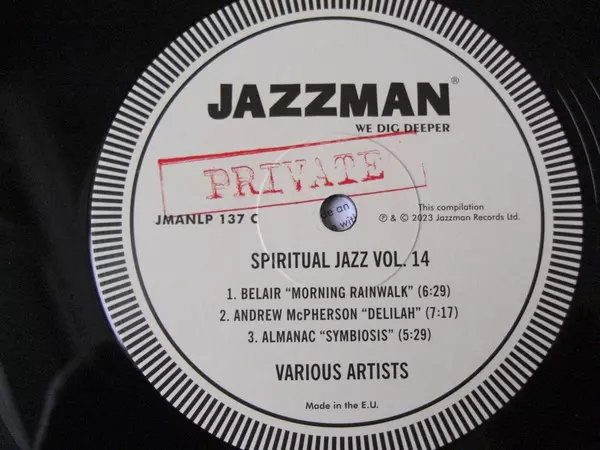 JAZZMAN®
WE DIG DEEPER
PRIVATE
JMANLP 137 C
This compilation
℗ & © 2023 Jazzman Records Ltd.
SPIRITUAL JAZZ VOL. 14
1. BELAIR “MORNING RAINWALK” (6:29)
2. ANDREW McPHERSON “DELILAH” (7:17)
3. ALMANAC “SYMBIOSIS” (5:29)
VARIOUS ARTISTS
Made in the E.U.